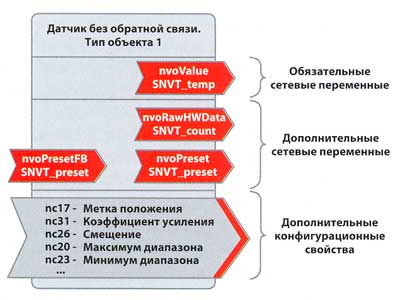 Датчик без обратной связи.
Тип объекта 1
nvoValue
SNVT_temp
Обязательные
сетевые переменные
nvoRawHWData
SNVT_count
Дополнительные
сетевые переменные
nvoPresetFB
SNVT_preset
nvoPreset
SNVT_preset
nc17 - Метка положения
nc31 - Коэффициент усиления
nc26 - Смещение
nc20 - Максимум диапазона
nc23 - Минимум диапазона
...
Дополнительные
конфигурационные
свойства